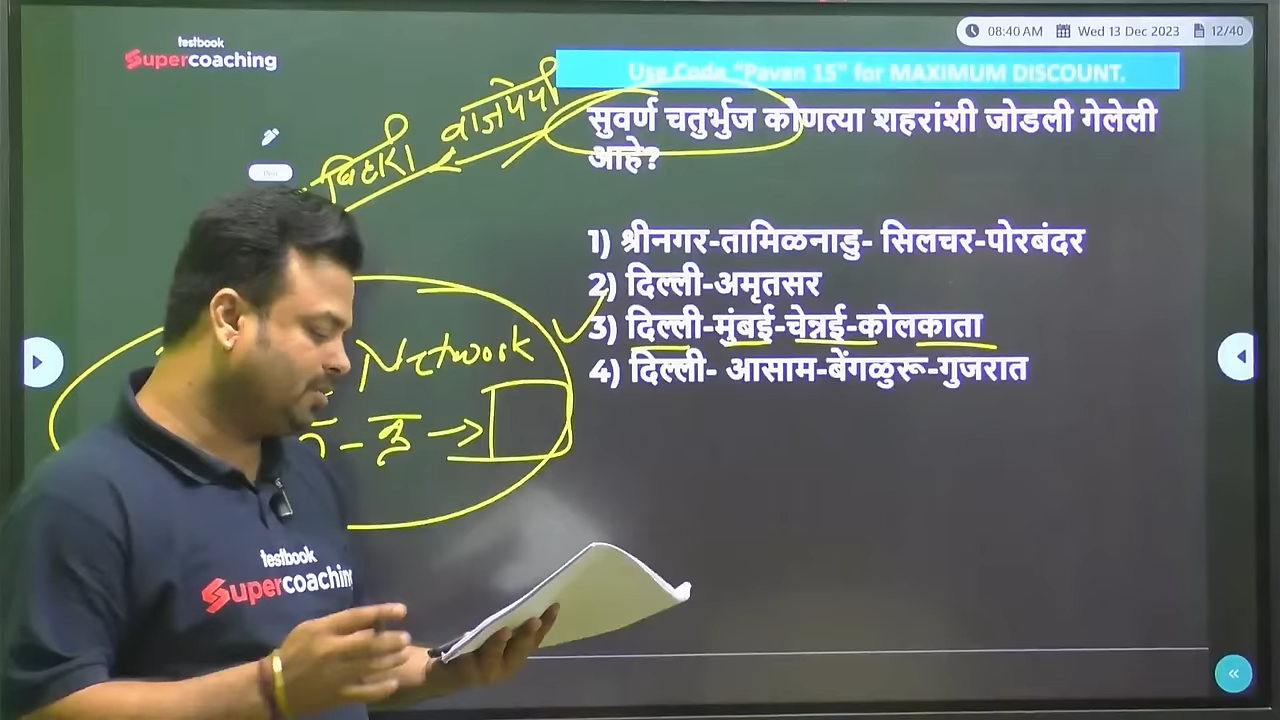 08:40 AM Wed 13 Dec 2023 12/40
testbook
Supercoaching
Use Code "Pavan 15" for MAXIMUM DISCOUNT.
सुवर्ण चतुर्भुज कोणत्या शहरांशी जोडली गेलेली
आहे?
वाजपेयी
1) श्रीनगर-तामिळनाडु- सिलचर-पोरबंदर
2) दिल्ली-अमृतसर
3) दिल्ली-मुंबई-चेन्नई-कोलकाता
4) दिल्ली- आसाम-बेंगळुरू-गुजरात
Network
testbook
Supercoaching